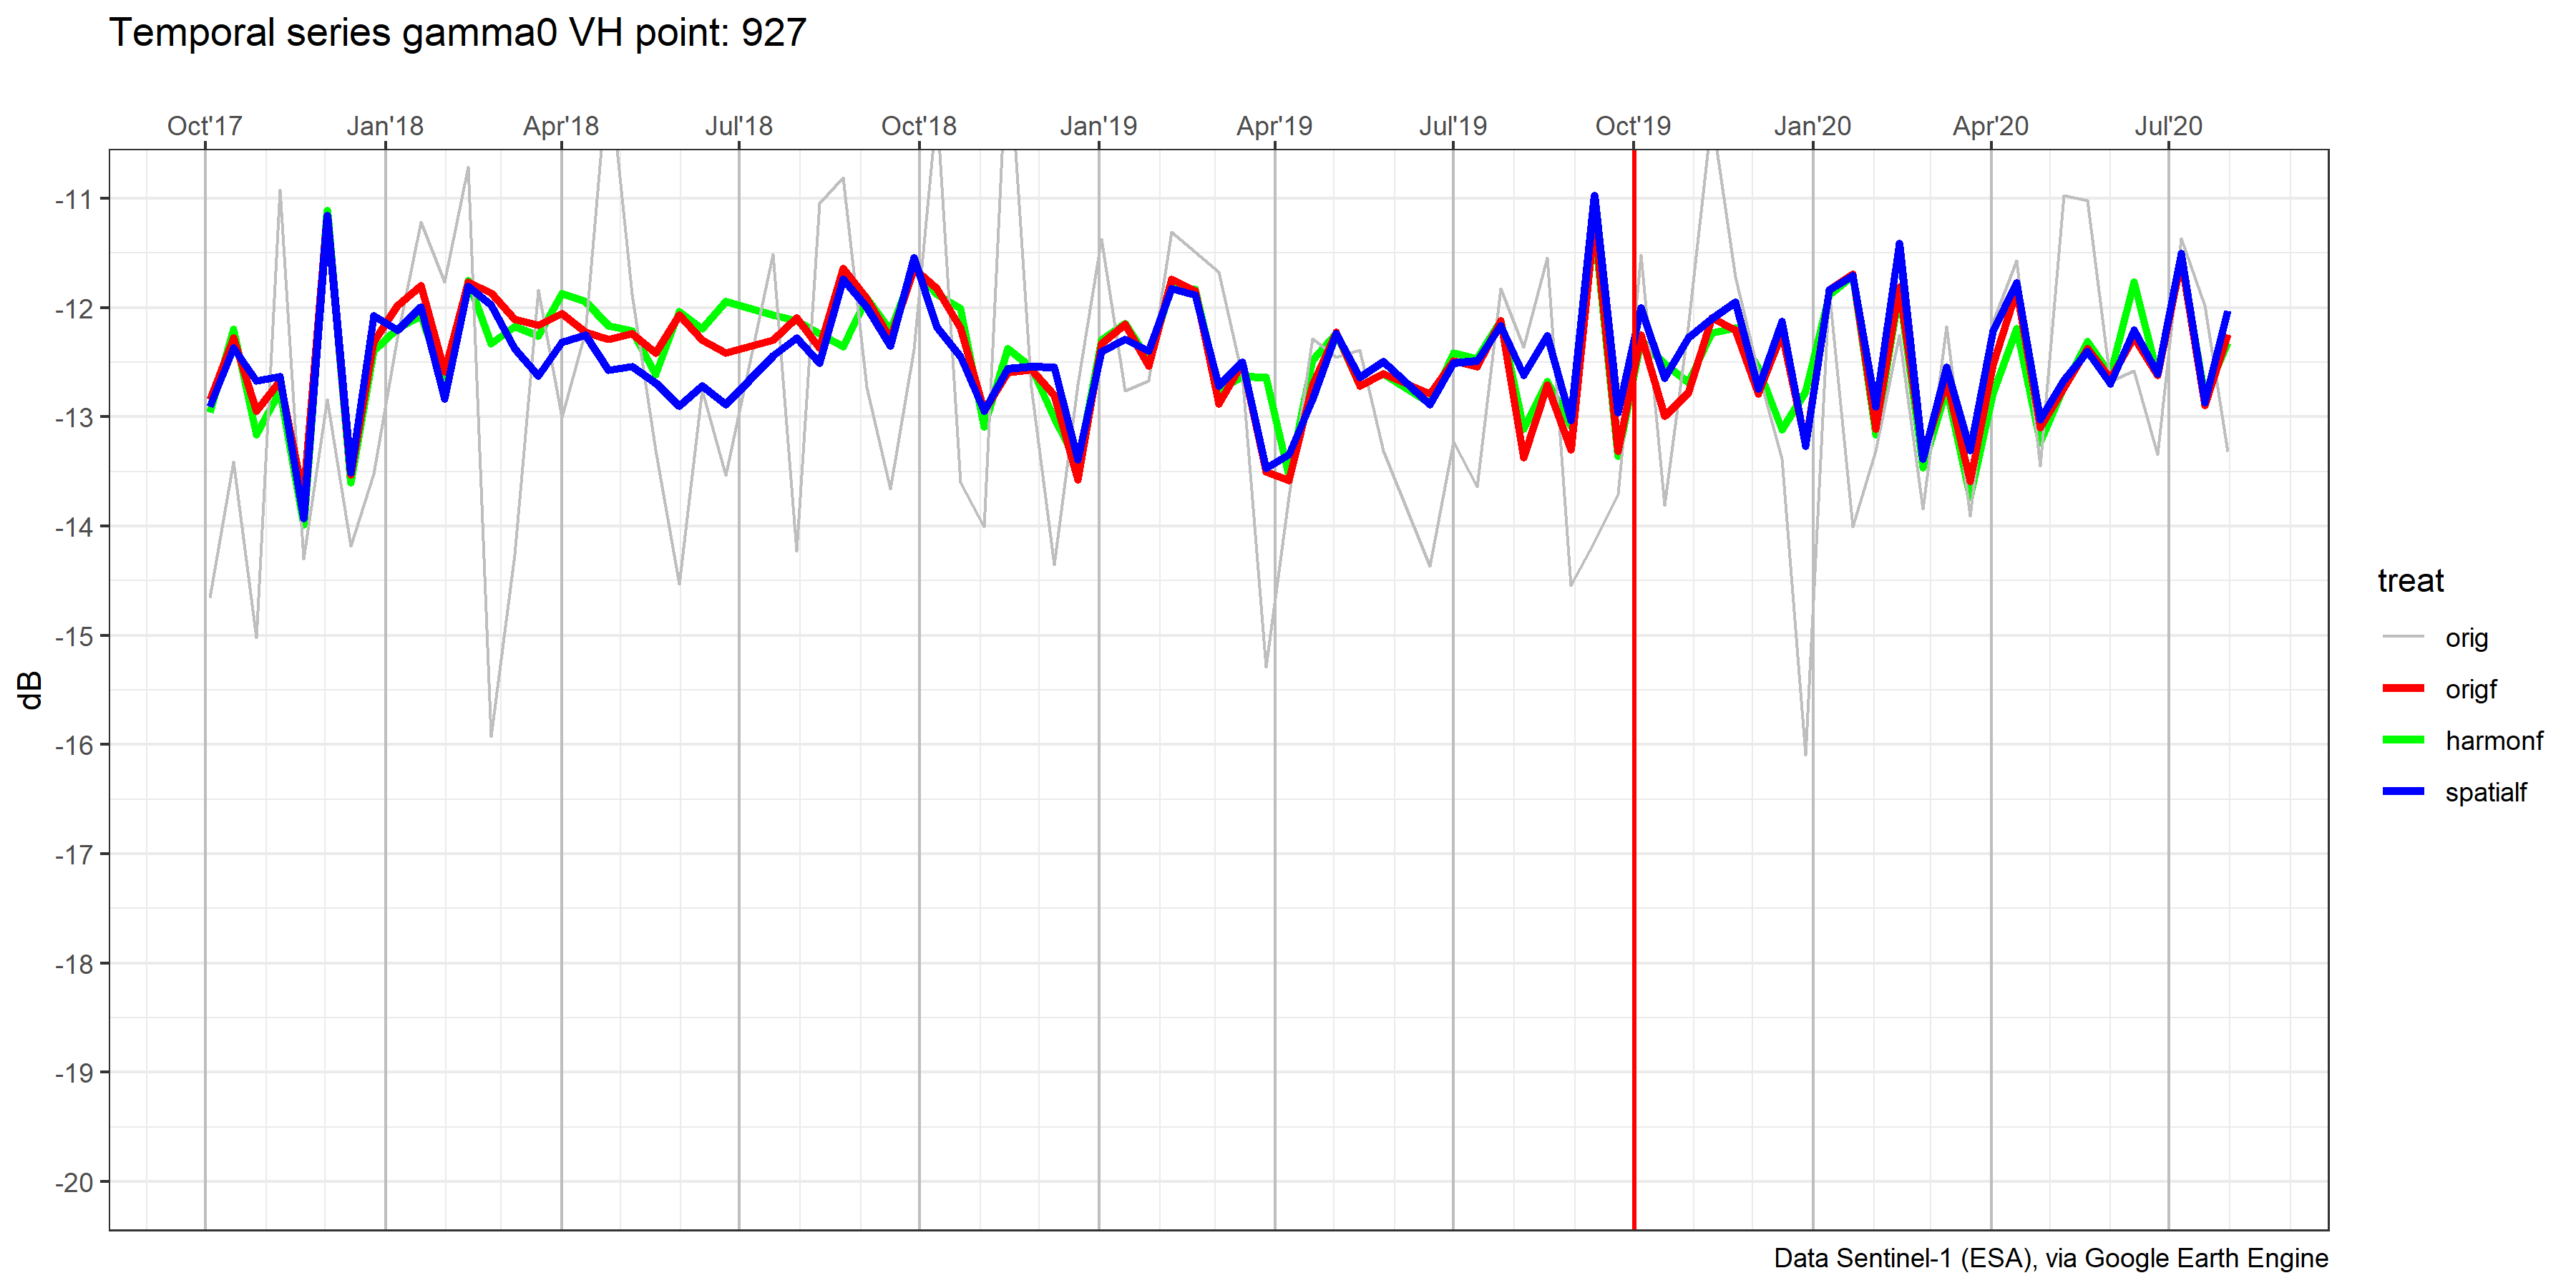 Temporal series gamma0 VH point: 927
Oct'17 Jan'18 Apr'18 Jul'18 Oct'18 Jan'19 Apr'19 Jul'19 Oct'19 Jan'20 Apr'20 Jul'20
-11
-12
-13
-14
-15
-16
-17
-18
-19
-20
dB
treat
orig
origf
harmonf
spatialf
Data Sentinel-1 (ESA), via Google Earth Engine